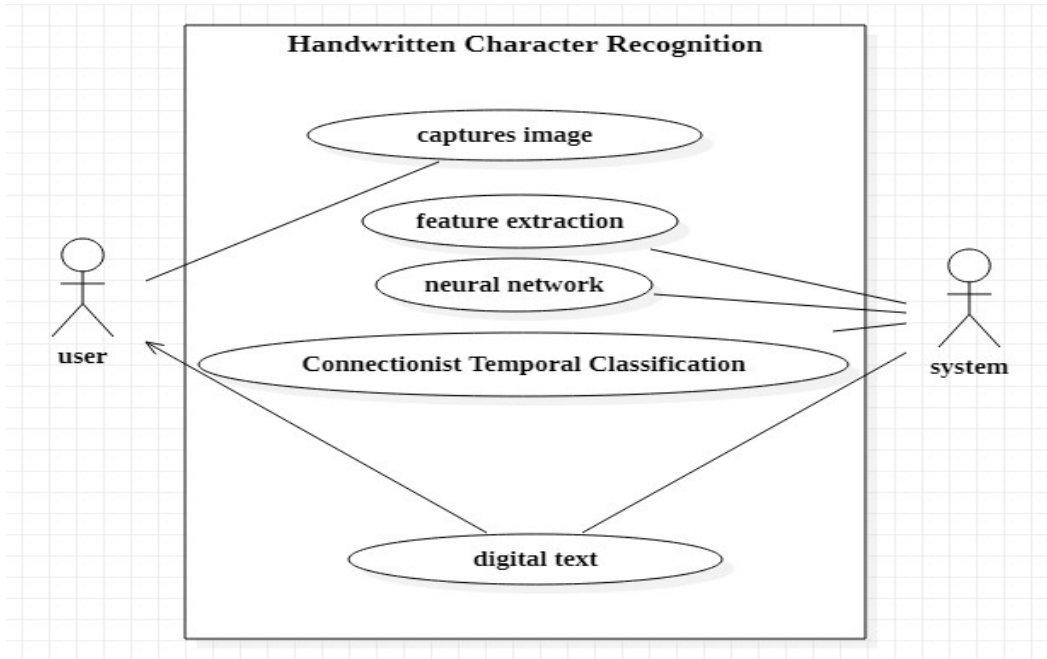 Handwritten Character Recognition
captures image
feature extraction
neural network
user
Connectionist Temporal Classification
system
digital text